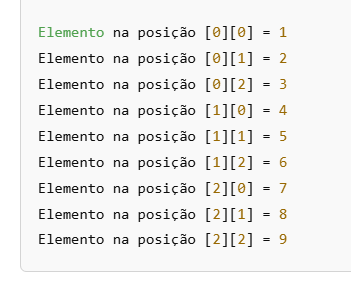 Elemento na posição [0][0] = 1
Elemento na posição [0][1] = 2
Elemento na posição [0][2] = 3
Elemento na posição [1][0] = 4
Elemento na posição [1][1] = 5
Elemento na posição [1][2] = 6
Elemento na posição [2][0] = 7
Elemento na posição [2][1] = 8
Elemento na posição [2][2] = 9